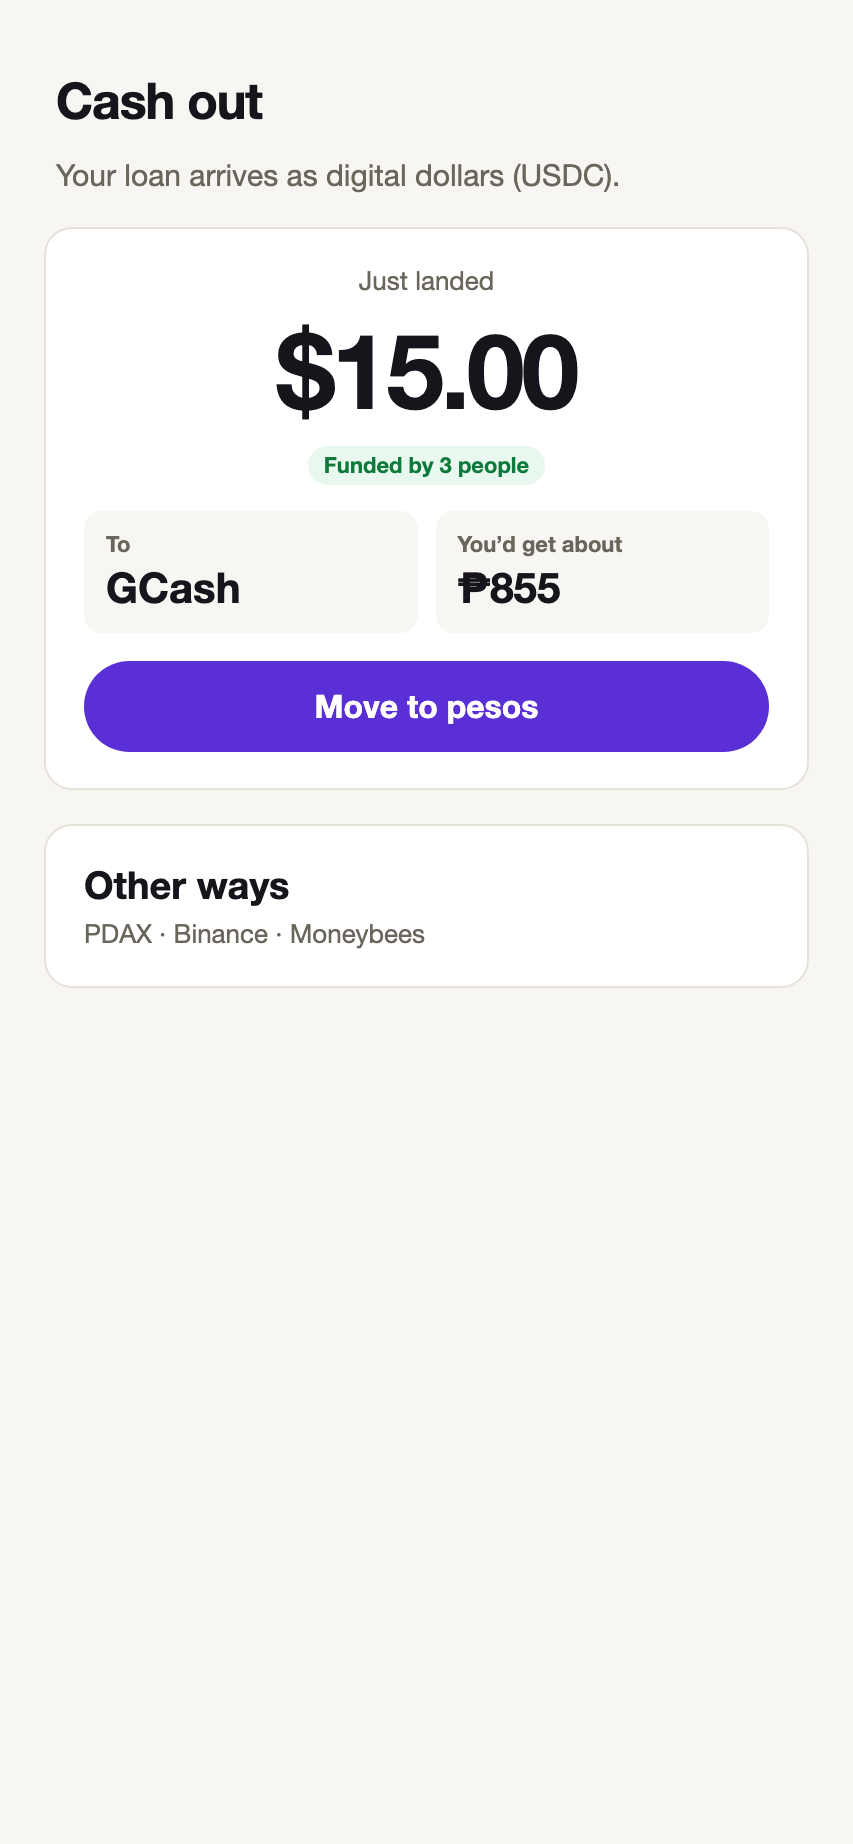 Cash out
Your loan arrives as digital dollars (USDC).
Just landed
$15.00
Funded by 3 people
To
GCash
You’d get about
₱855
Move to pesos
Other ways
PDAX · Binance · Moneybees